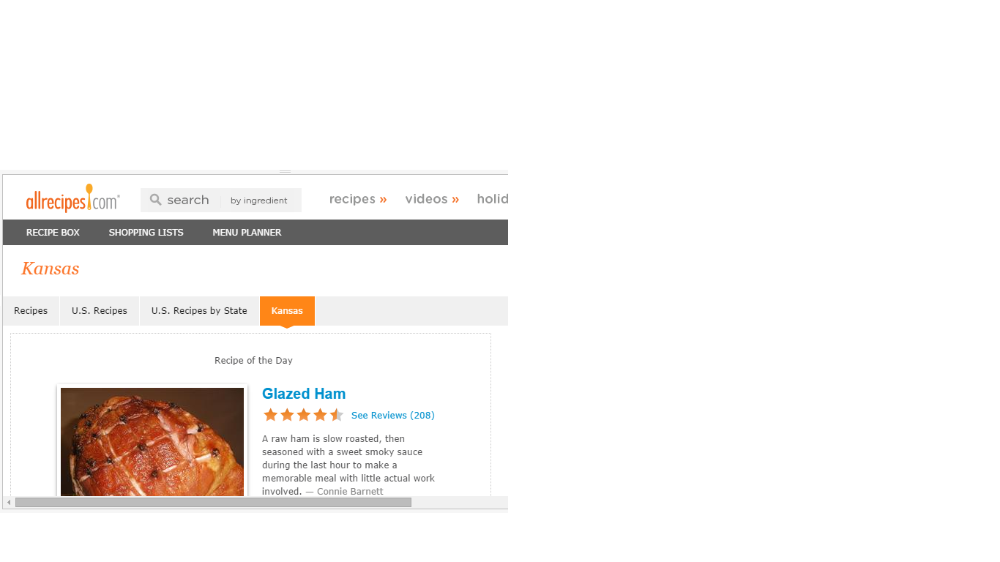 allrecipes.com®
search by ingredient
recipes » videos » holid
RECIPE BOX SHOPPING LISTS MENU PLANNER
Kansas
Recipes U.S. Recipes U.S. Recipes by State Kansas
Recipe of the Day
Glazed Ham
See Reviews (208)
A raw ham is slow roasted, then
seasoned with a sweet smoky sauce
during the last hour to make a
memorable meal with little actual work
involved. — Connie Barnett